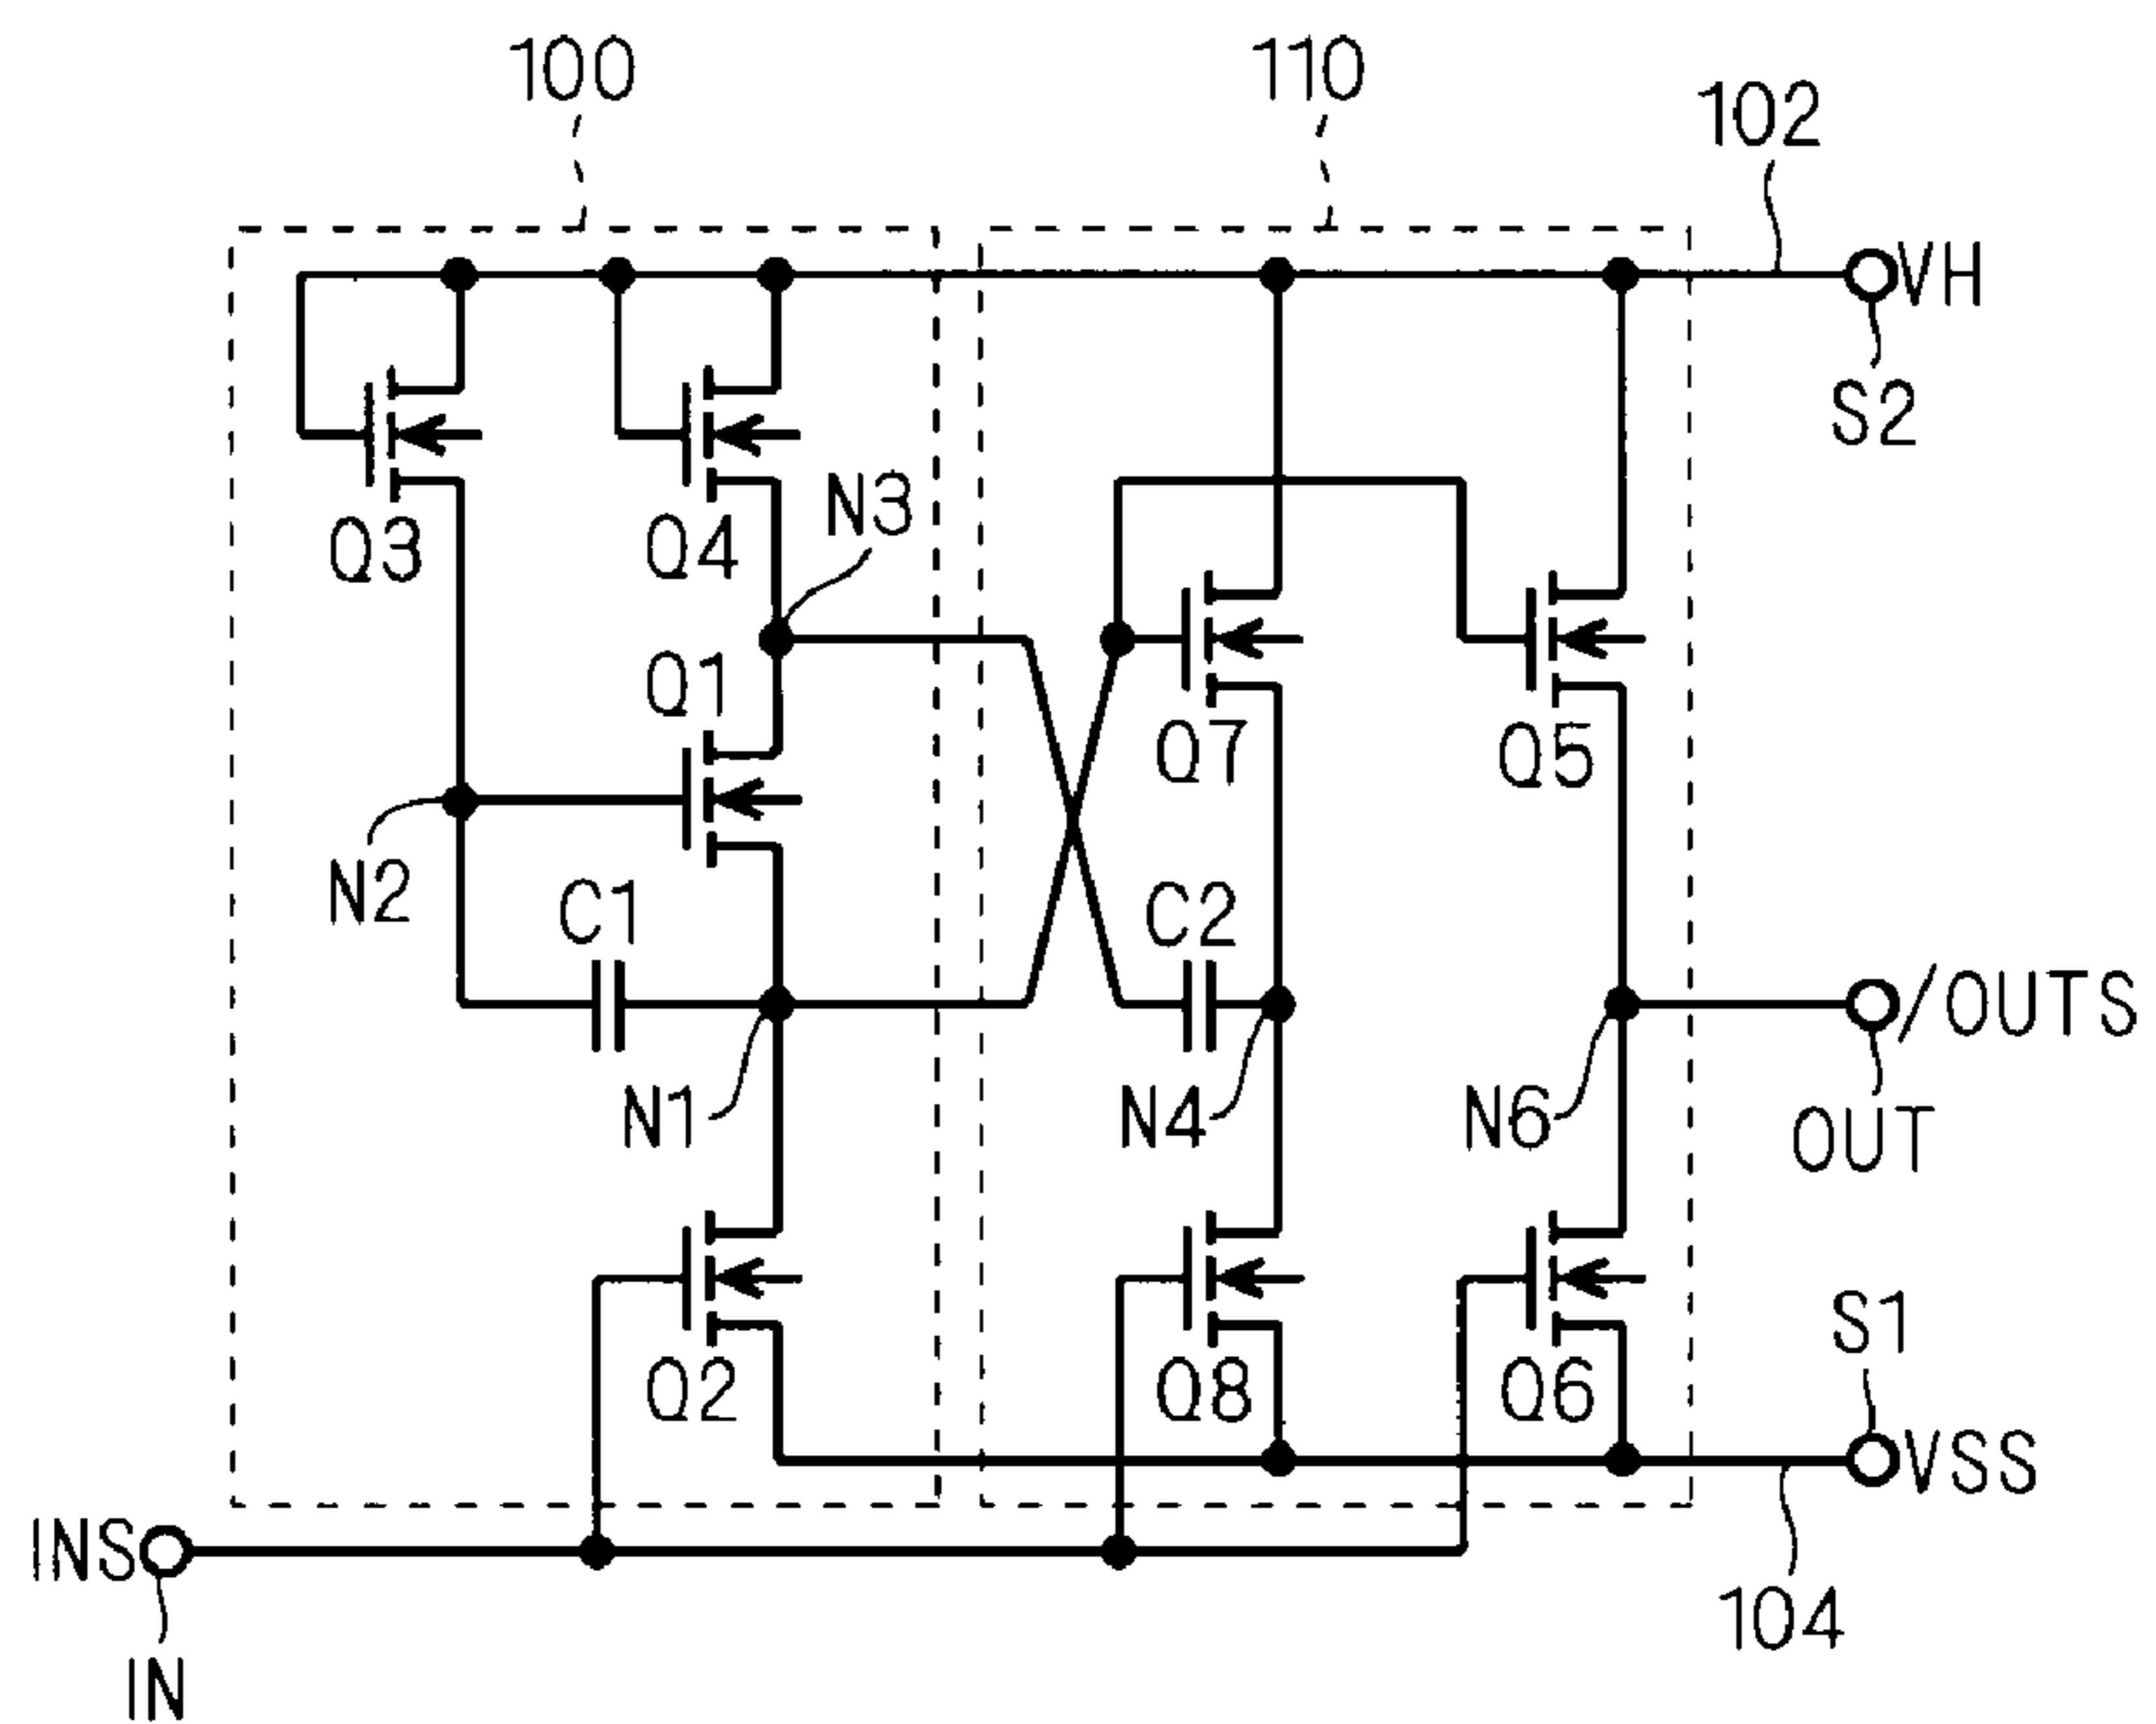 100
110
102
VH
S2
N3
Q3
Q4
Q1
Q7
Q5
N2
C1
C2
/OUTS
N1
N4
N6
OUT
S1
Q2
Q8
Q6
VSS
INS
104
IN